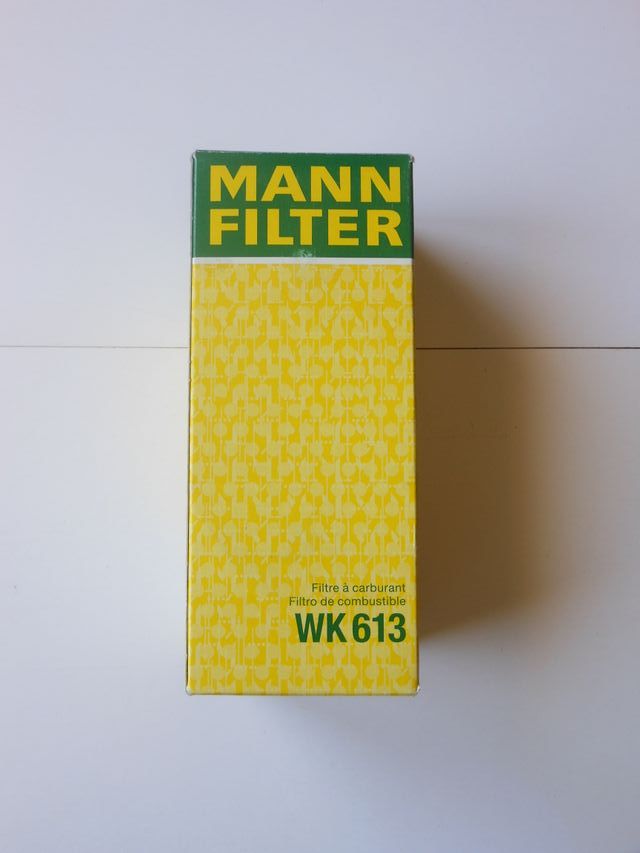 MANN
FILTER
Filtre à carburant
Filtro de combustible
WK 613